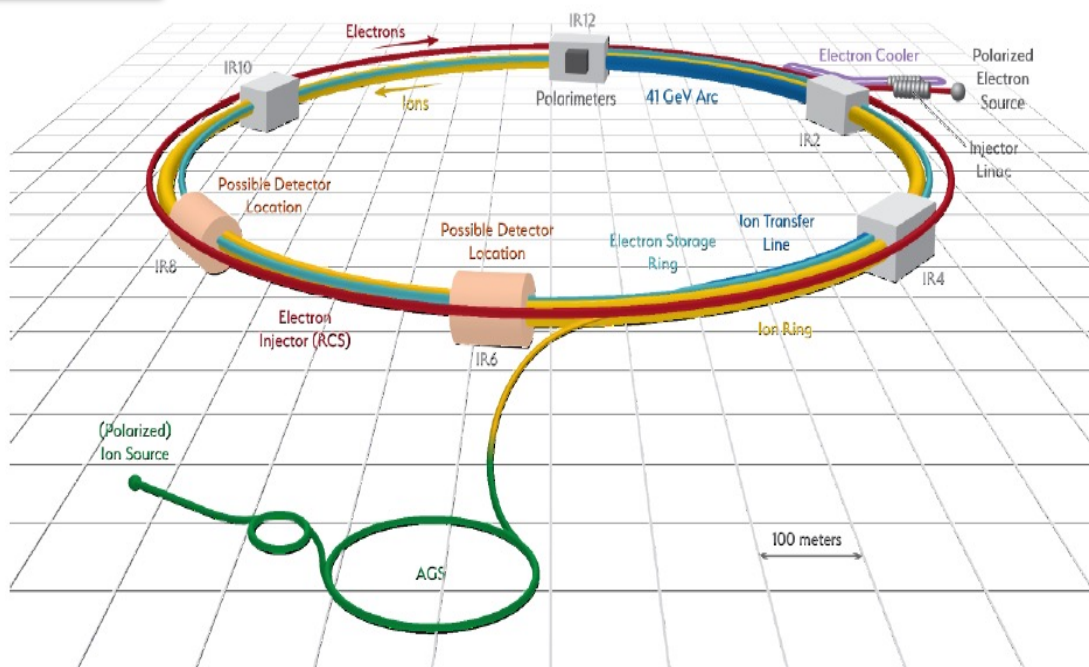 IR12
Electrons
Electron Cooler
Polarized
Electron
Source
IR10
Ions
Polarimeters
41 GeV Arc
IR2
Injector
Linac
Possible Detector
Location
Possible Detector
Location
Ion Transfer
Line
Electron Storage
Ring
IR8
IR4
Electron
Injector (RCS)
Ion Ring
IR6
(Polarized)
Ion Source
100 meters
AGS